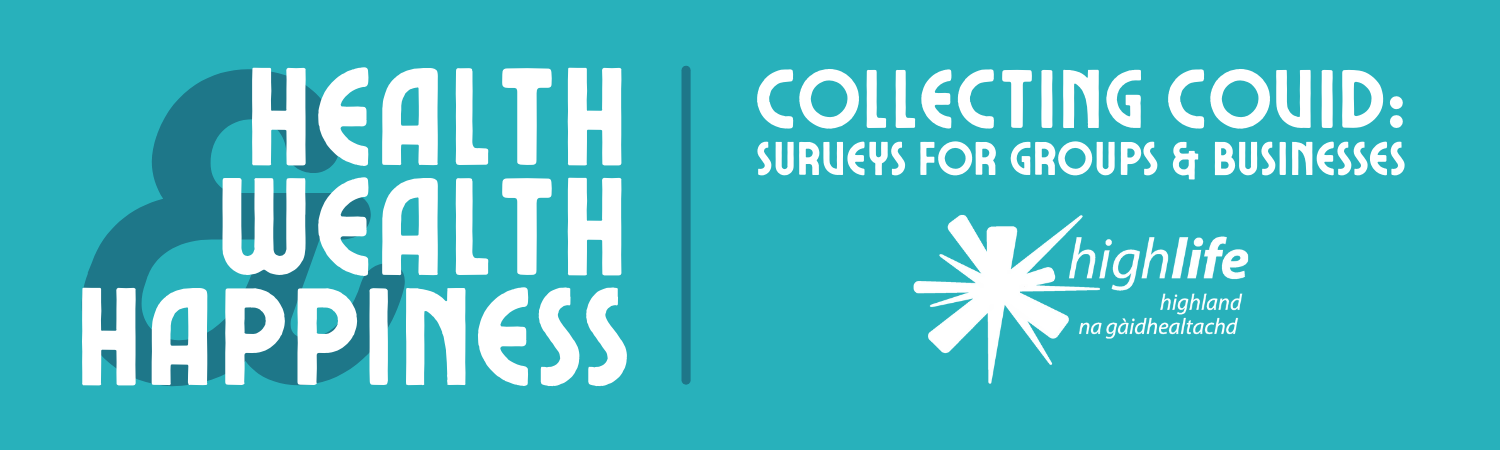 &
HEALTH
WEALTH
HAPPINESS
COLLECTING COVID:
SURVEYS FOR GROUPS & BUSINESSES
highlife
highland
na gàidhealtachd